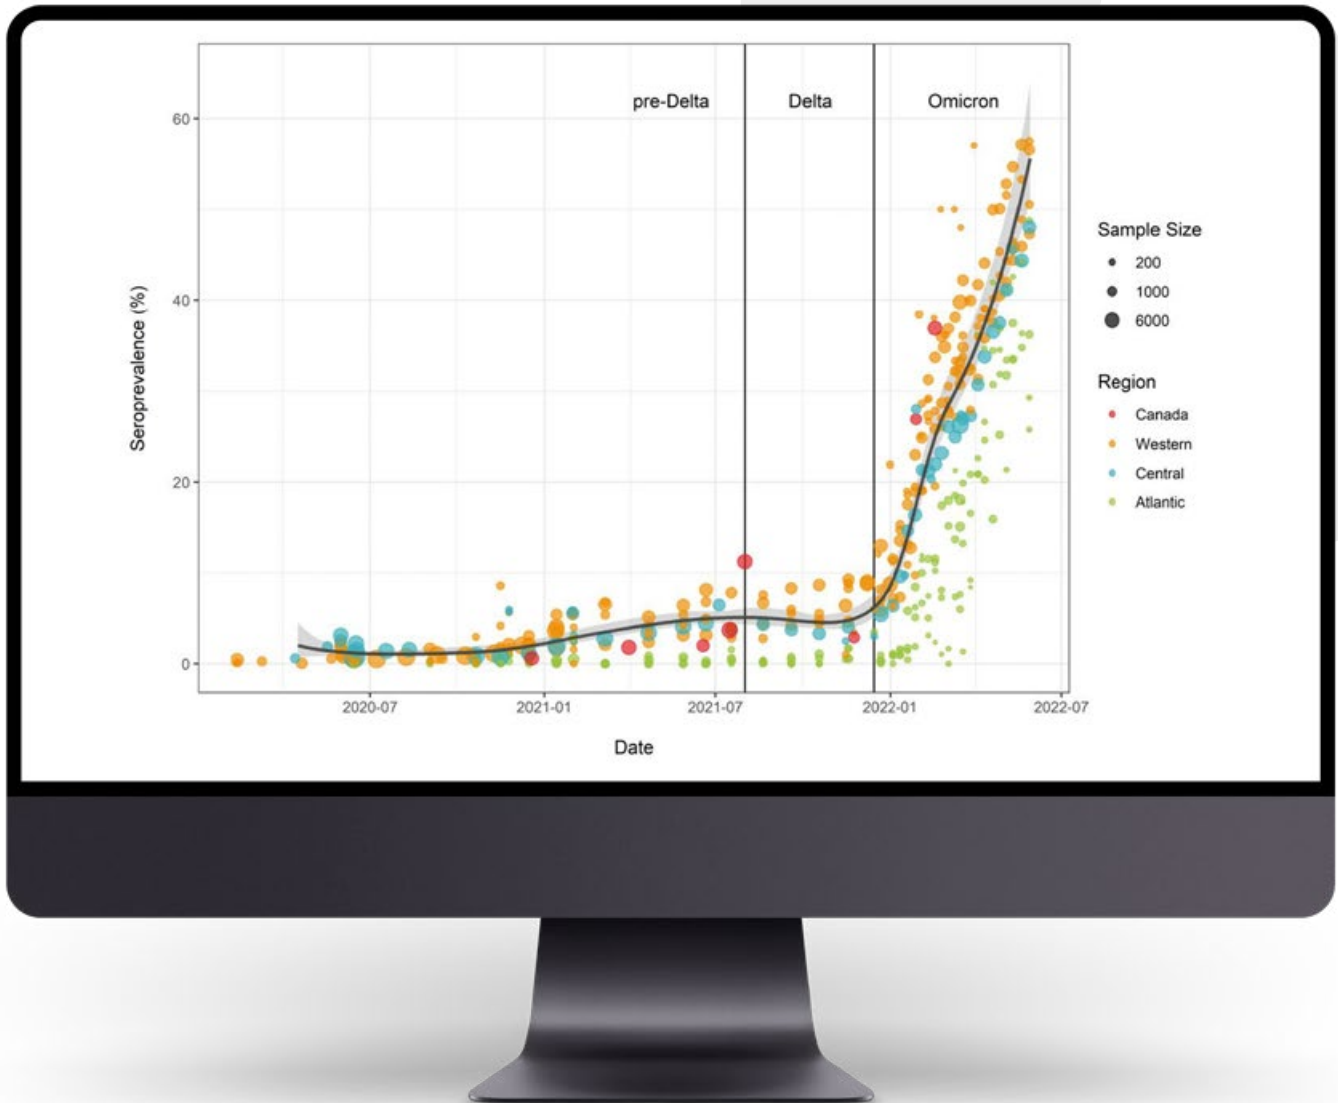 pre-Delta Delta Omicron
60
40
20
0
Seroprevalence (%)
2020-07 2021-01 2021-07 2022-01 2022-07
Date
Sample Size
200
1000
6000
Region
Canada
Western
Central
Atlantic